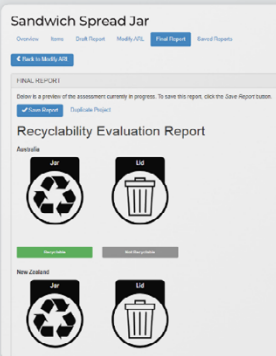 Sandwich Spread Jar
Overview Items Draft Report Modify ARL Final Report Saved Reports
Back to Modify ARL
FINAL REPORT
Below is a preview of the assessment currently in progress. To save this report, click the Save Report button.
Save Report Duplicate Project
Recyclability Evaluation Report
Australia
Jar Lid
Recyclable Not Recyclable
New Zealand
Jar Lid